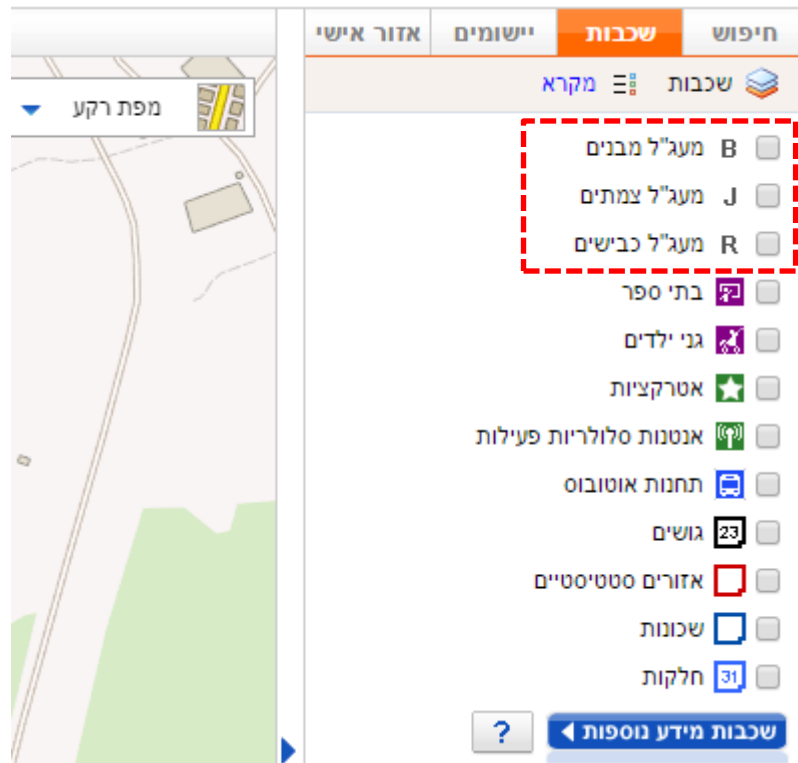 חיפוש שכבות יישומים אזור אישי
שכבות מקרא
מפת רקע
B מעג"ל מבנים
J מעג"ל צמתים
R מעג"ל כבישים
בתי ספר
גני ילדים
אטרקציות
אנטנות סלולריות פעילות
תחנות אוטובוס
23 גושים
אזורים סטטיסטיים
שכונות
31 חלקות
שכבות מידע נוספות ?